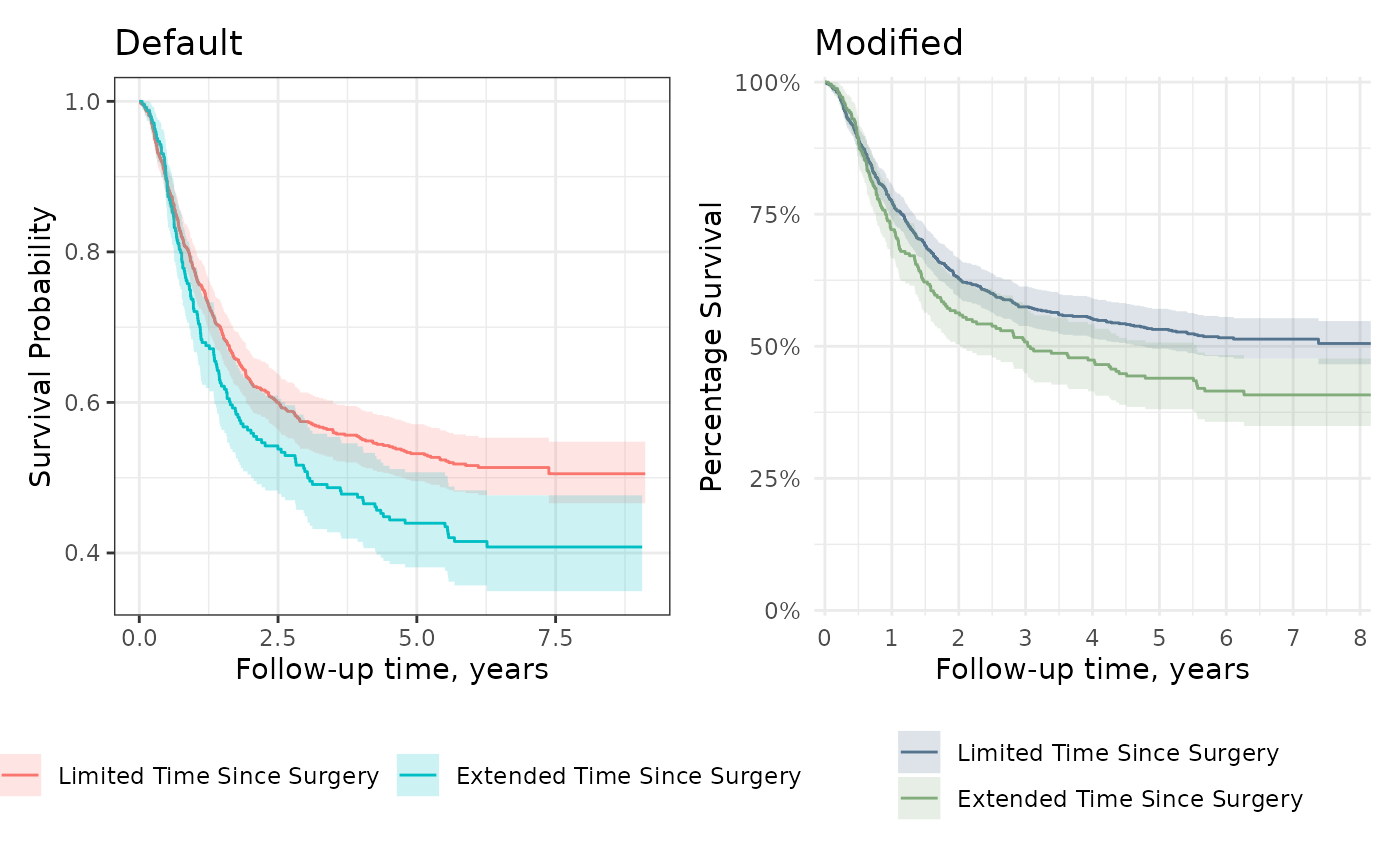 Default
1.0
0.8
0.6
0.4
Survival Probability
0.0 2.5 5.0 7.5
Follow-up time, years
Limited Time Since Surgery Extended Time Since Surgery
Modified
100%
75%
50%
25%
0%
Percentage Survival
0 1 2 3 4 5 6 7 8
Follow-up time, years
Limited Time Since Surgery
Extended Time Since Surgery